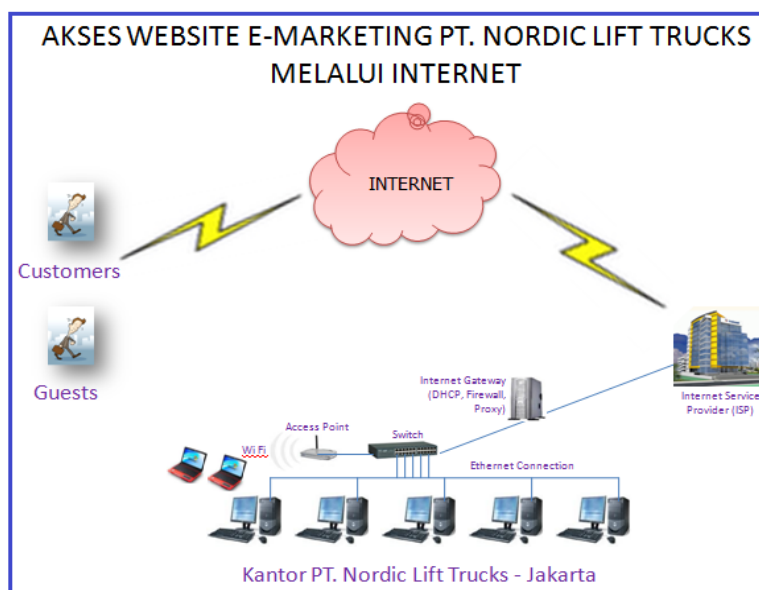 AKSES WEBSITE E-MARKETING PT. NORDIC LIFT TRUCKS
MELALUI INTERNET
INTERNET
Customers
Guests
Internet Gateway
(DHCP, Firewall,
Proxy)
Internet Service
Provider (ISP)
Access Point
Switch
Wi Fi
Ethernet Connection
Kantor PT. Nordic Lift Trucks - Jakarta